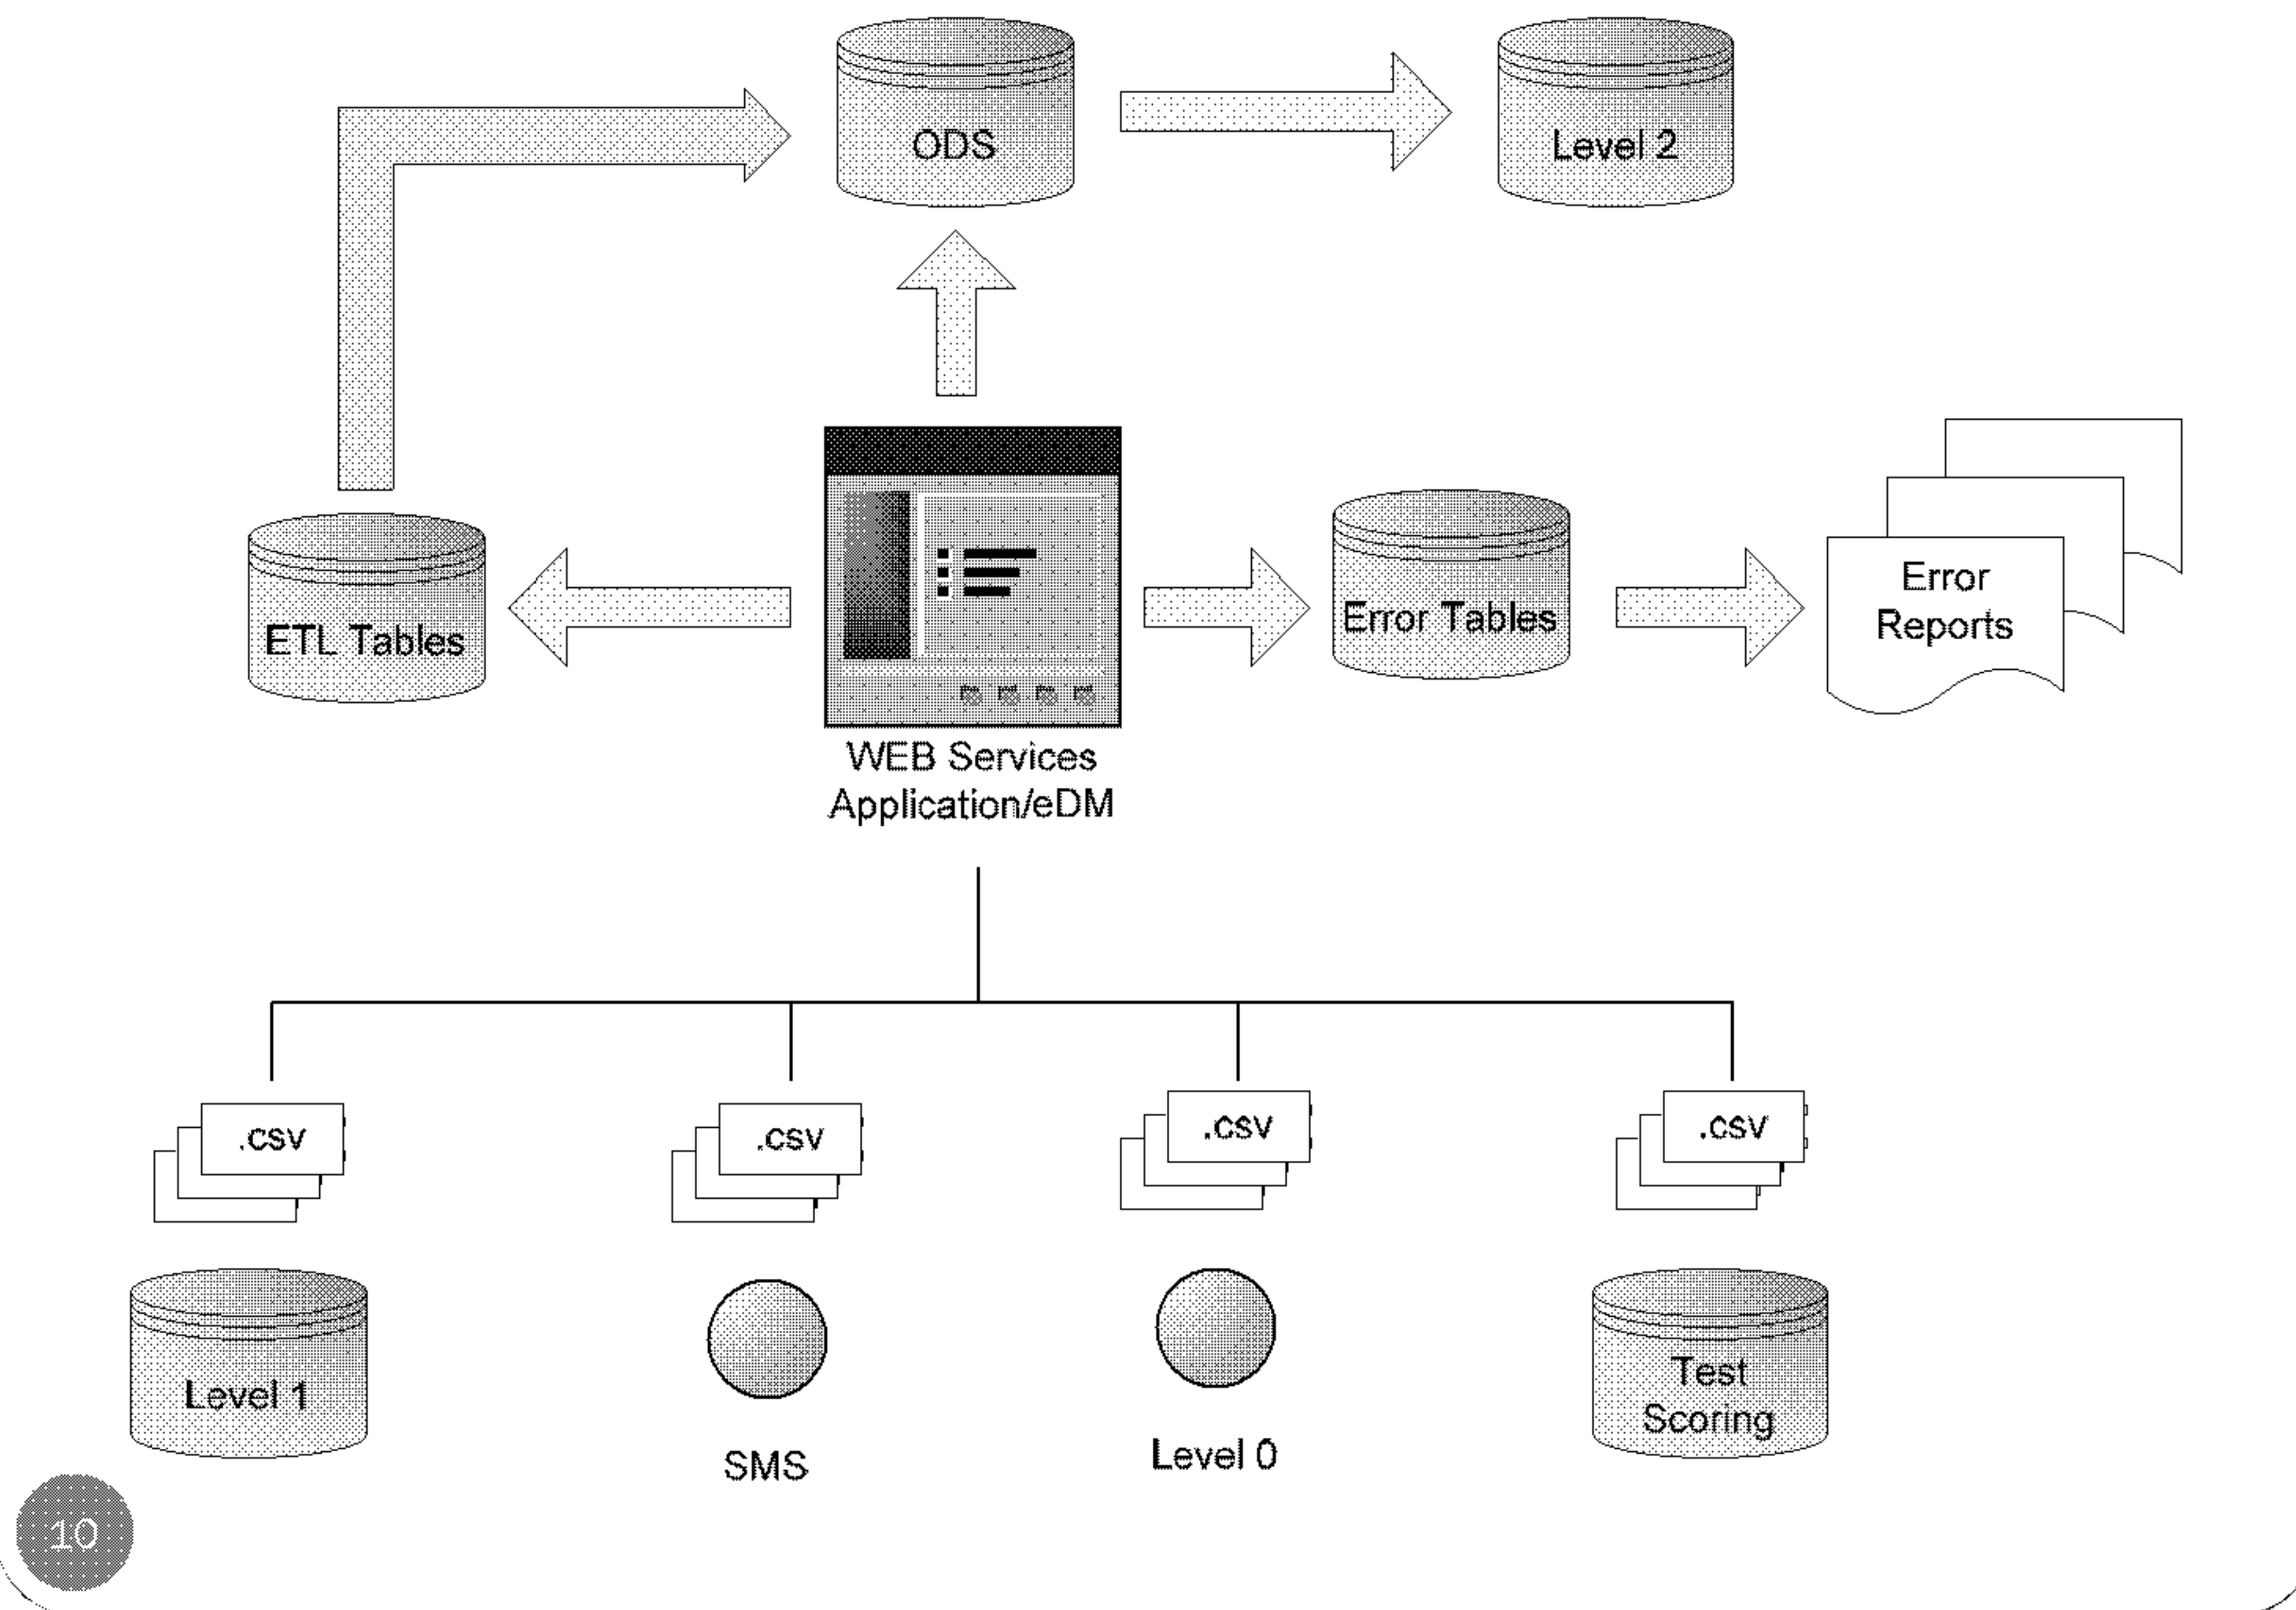 ODS
Level 2
ETL Tables
Error Tables
Error
Reports
WEB Services
Application/eDM
.csv
.csv
.csv
.csv
Level 1
SMS
Level 0
Test
Scoring
10